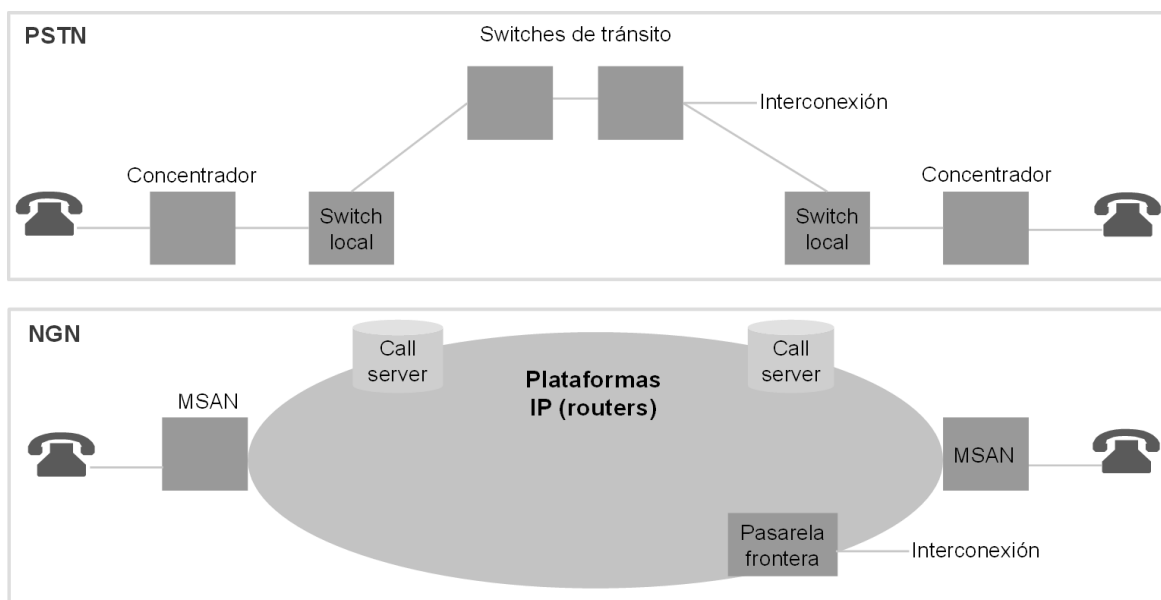 PSTN
Switches de tránsito
Interconexión
Concentrador
Concentrador
Switch
local
Switch
local
NGN
Call
server
Call
server
Plataformas
IP (routers)
MSAN
MSAN
Pasarela
frontera
Interconexión